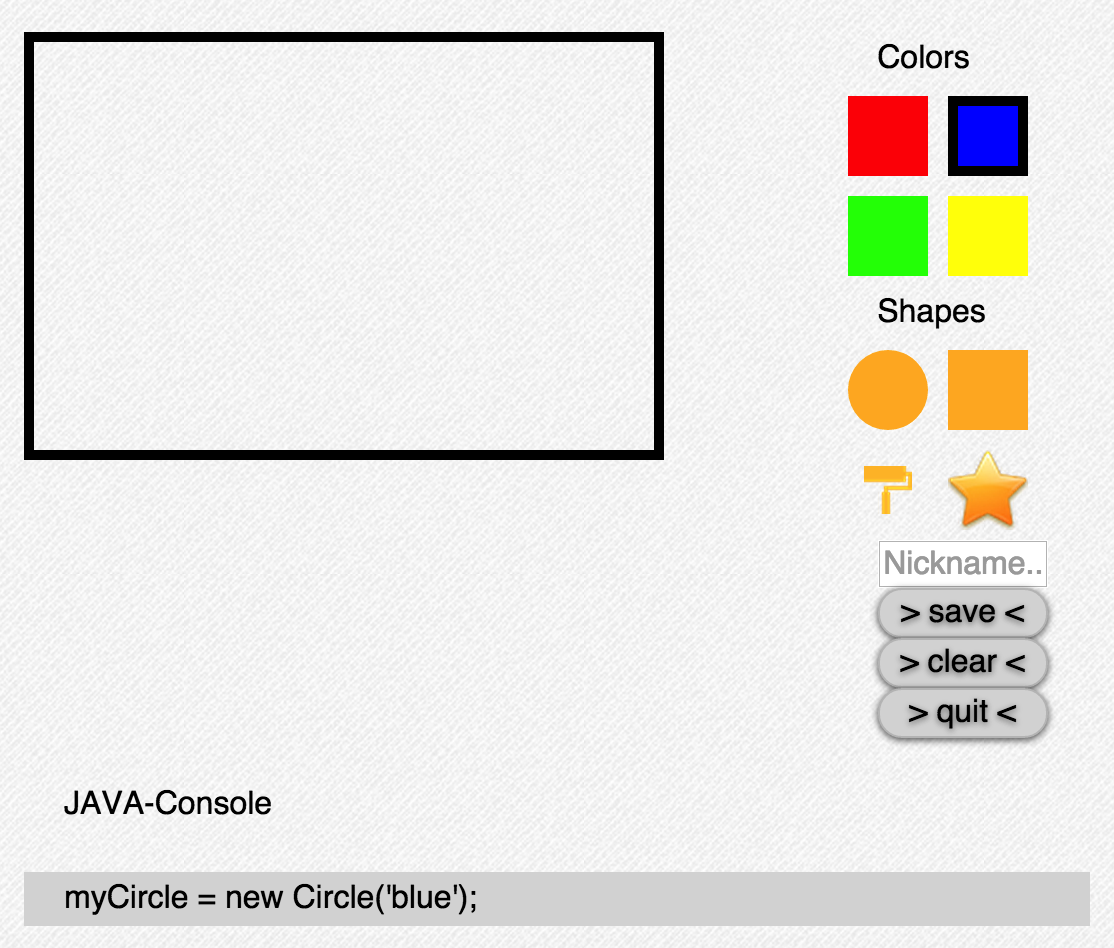 Colors
Shapes
Nickname..
> save <
> clear <
> quit <
JAVA-Console
myCircle = new Circle('blue');